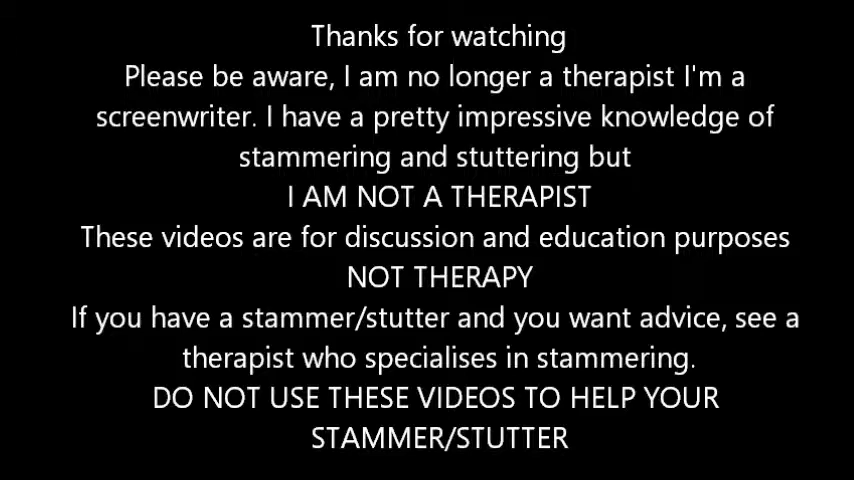 Thanks for watching
Please be aware, I am no longer a therapist I'm a
screenwriter. I have a pretty impressive knowledge of
stammering and stuttering but
I AM NOT A THERAPIST
These videos are for discussion and education purposes
NOT THERAPY
If you have a stammer/stutter and you want advice, see a
therapist who specialises in stammering.
DO NOT USE THESE VIDEOS TO HELP YOUR
STAMMER/STUTTER